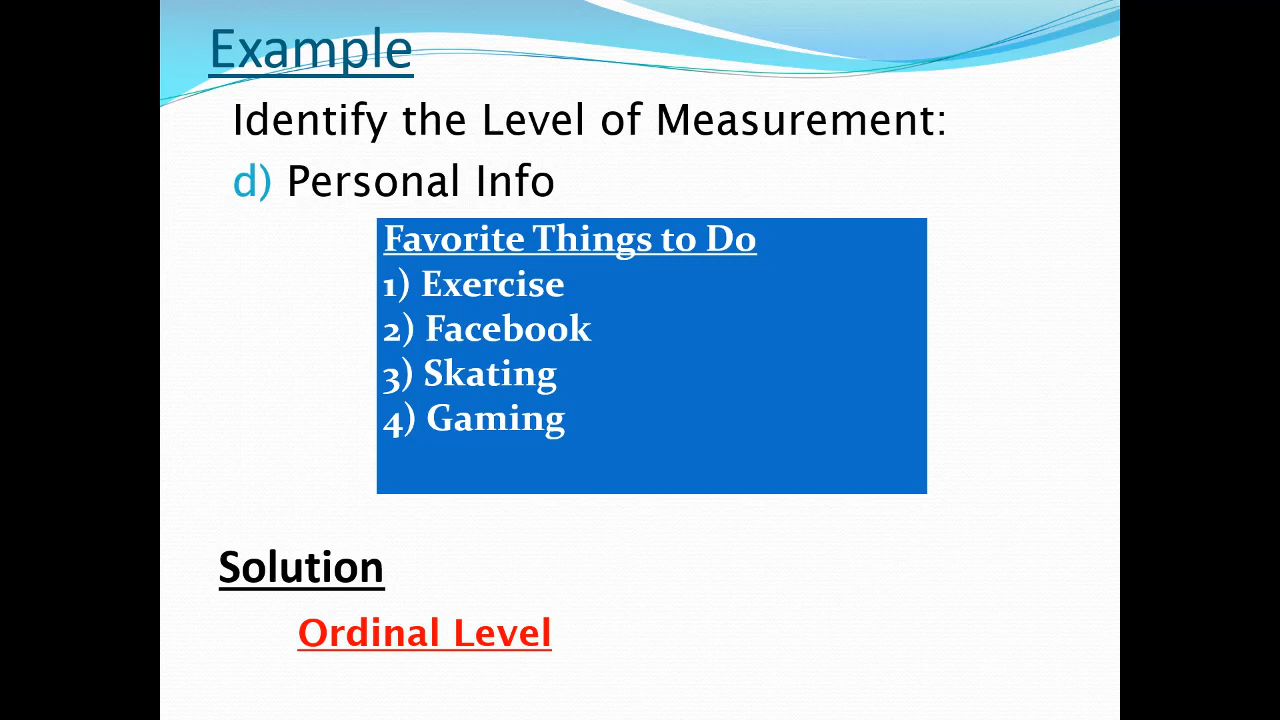 Example
Identify the Level of Measurement:
d) Personal Info
Favorite Things to Do
1) Exercise
2) Facebook
3) Skating
4) Gaming
Solution
Ordinal Level